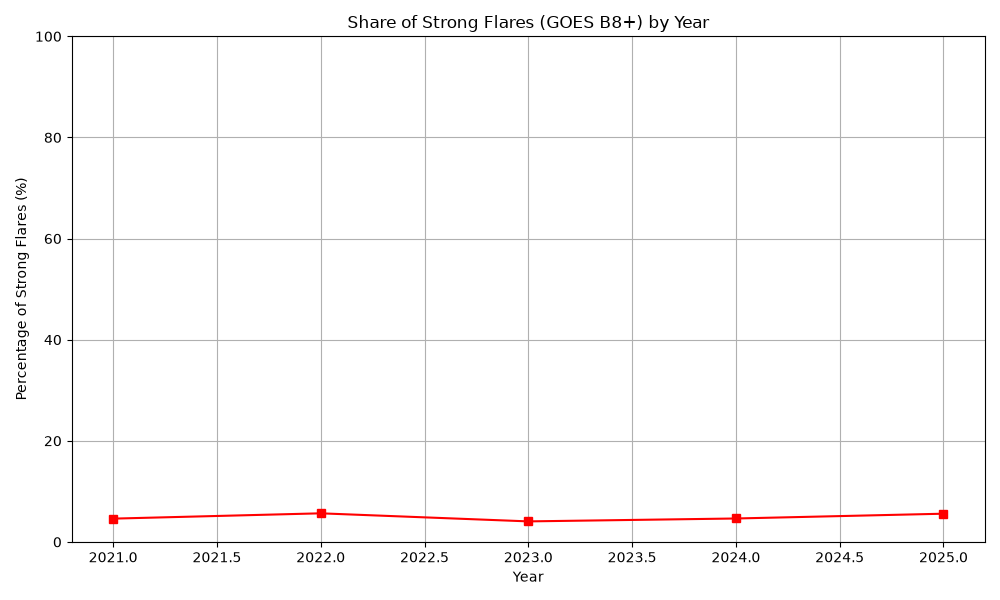 Share of Strong Flares (GOES B8+) by Year
Percentage of Strong Flares (%)
100
80
60
40
20
0
2021.0 2021.5 2022.0 2022.5 2023.0 2023.5 2024.0 2024.5 2025.0
Year